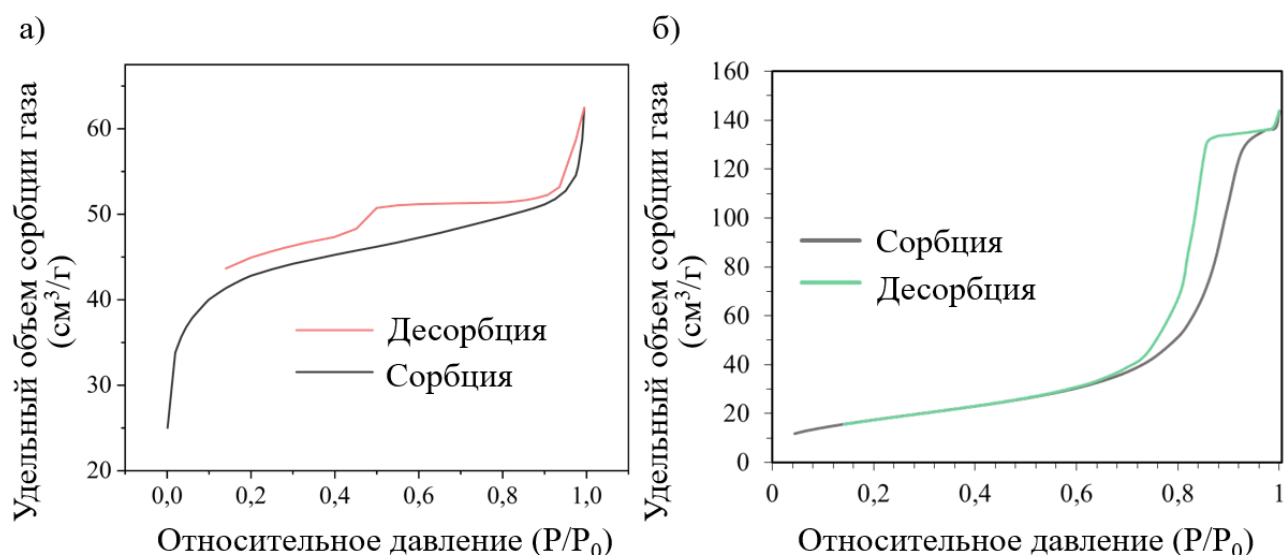 а)
Удельный объем сорбции газа
(см³/г)
60
50
40
30
20
Десорбция
Сорбция
0,0
0,2
0,4
0,6
0,8
1,0
Относительное давление (P/P₀)
б)
Удельный объем сорбции газа
(см³/г)
160
140
120
100
80
60
40
20
0
Сорбция
Десорбция
0
0,2
0,4
0,6
0,8
1
Относительное давление (P/P₀)